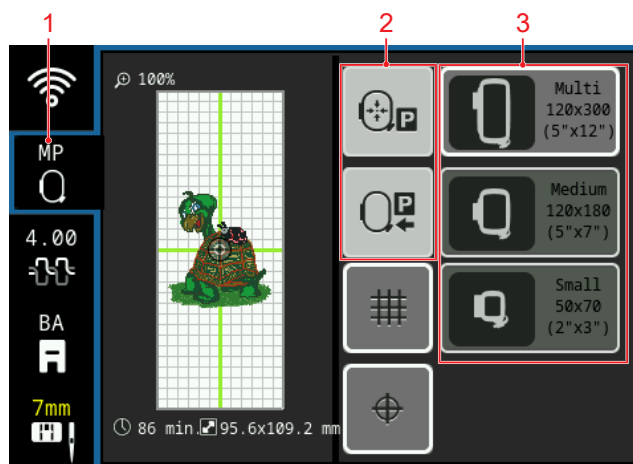 1
2
3
100%
MP
4.00
BA
7mm
P
P
Multi
120x300
(5"x12")
Medium
120x180
(5"x7")
Small
50x70
(2"x3")
86 min.
95.6x109.2 mm